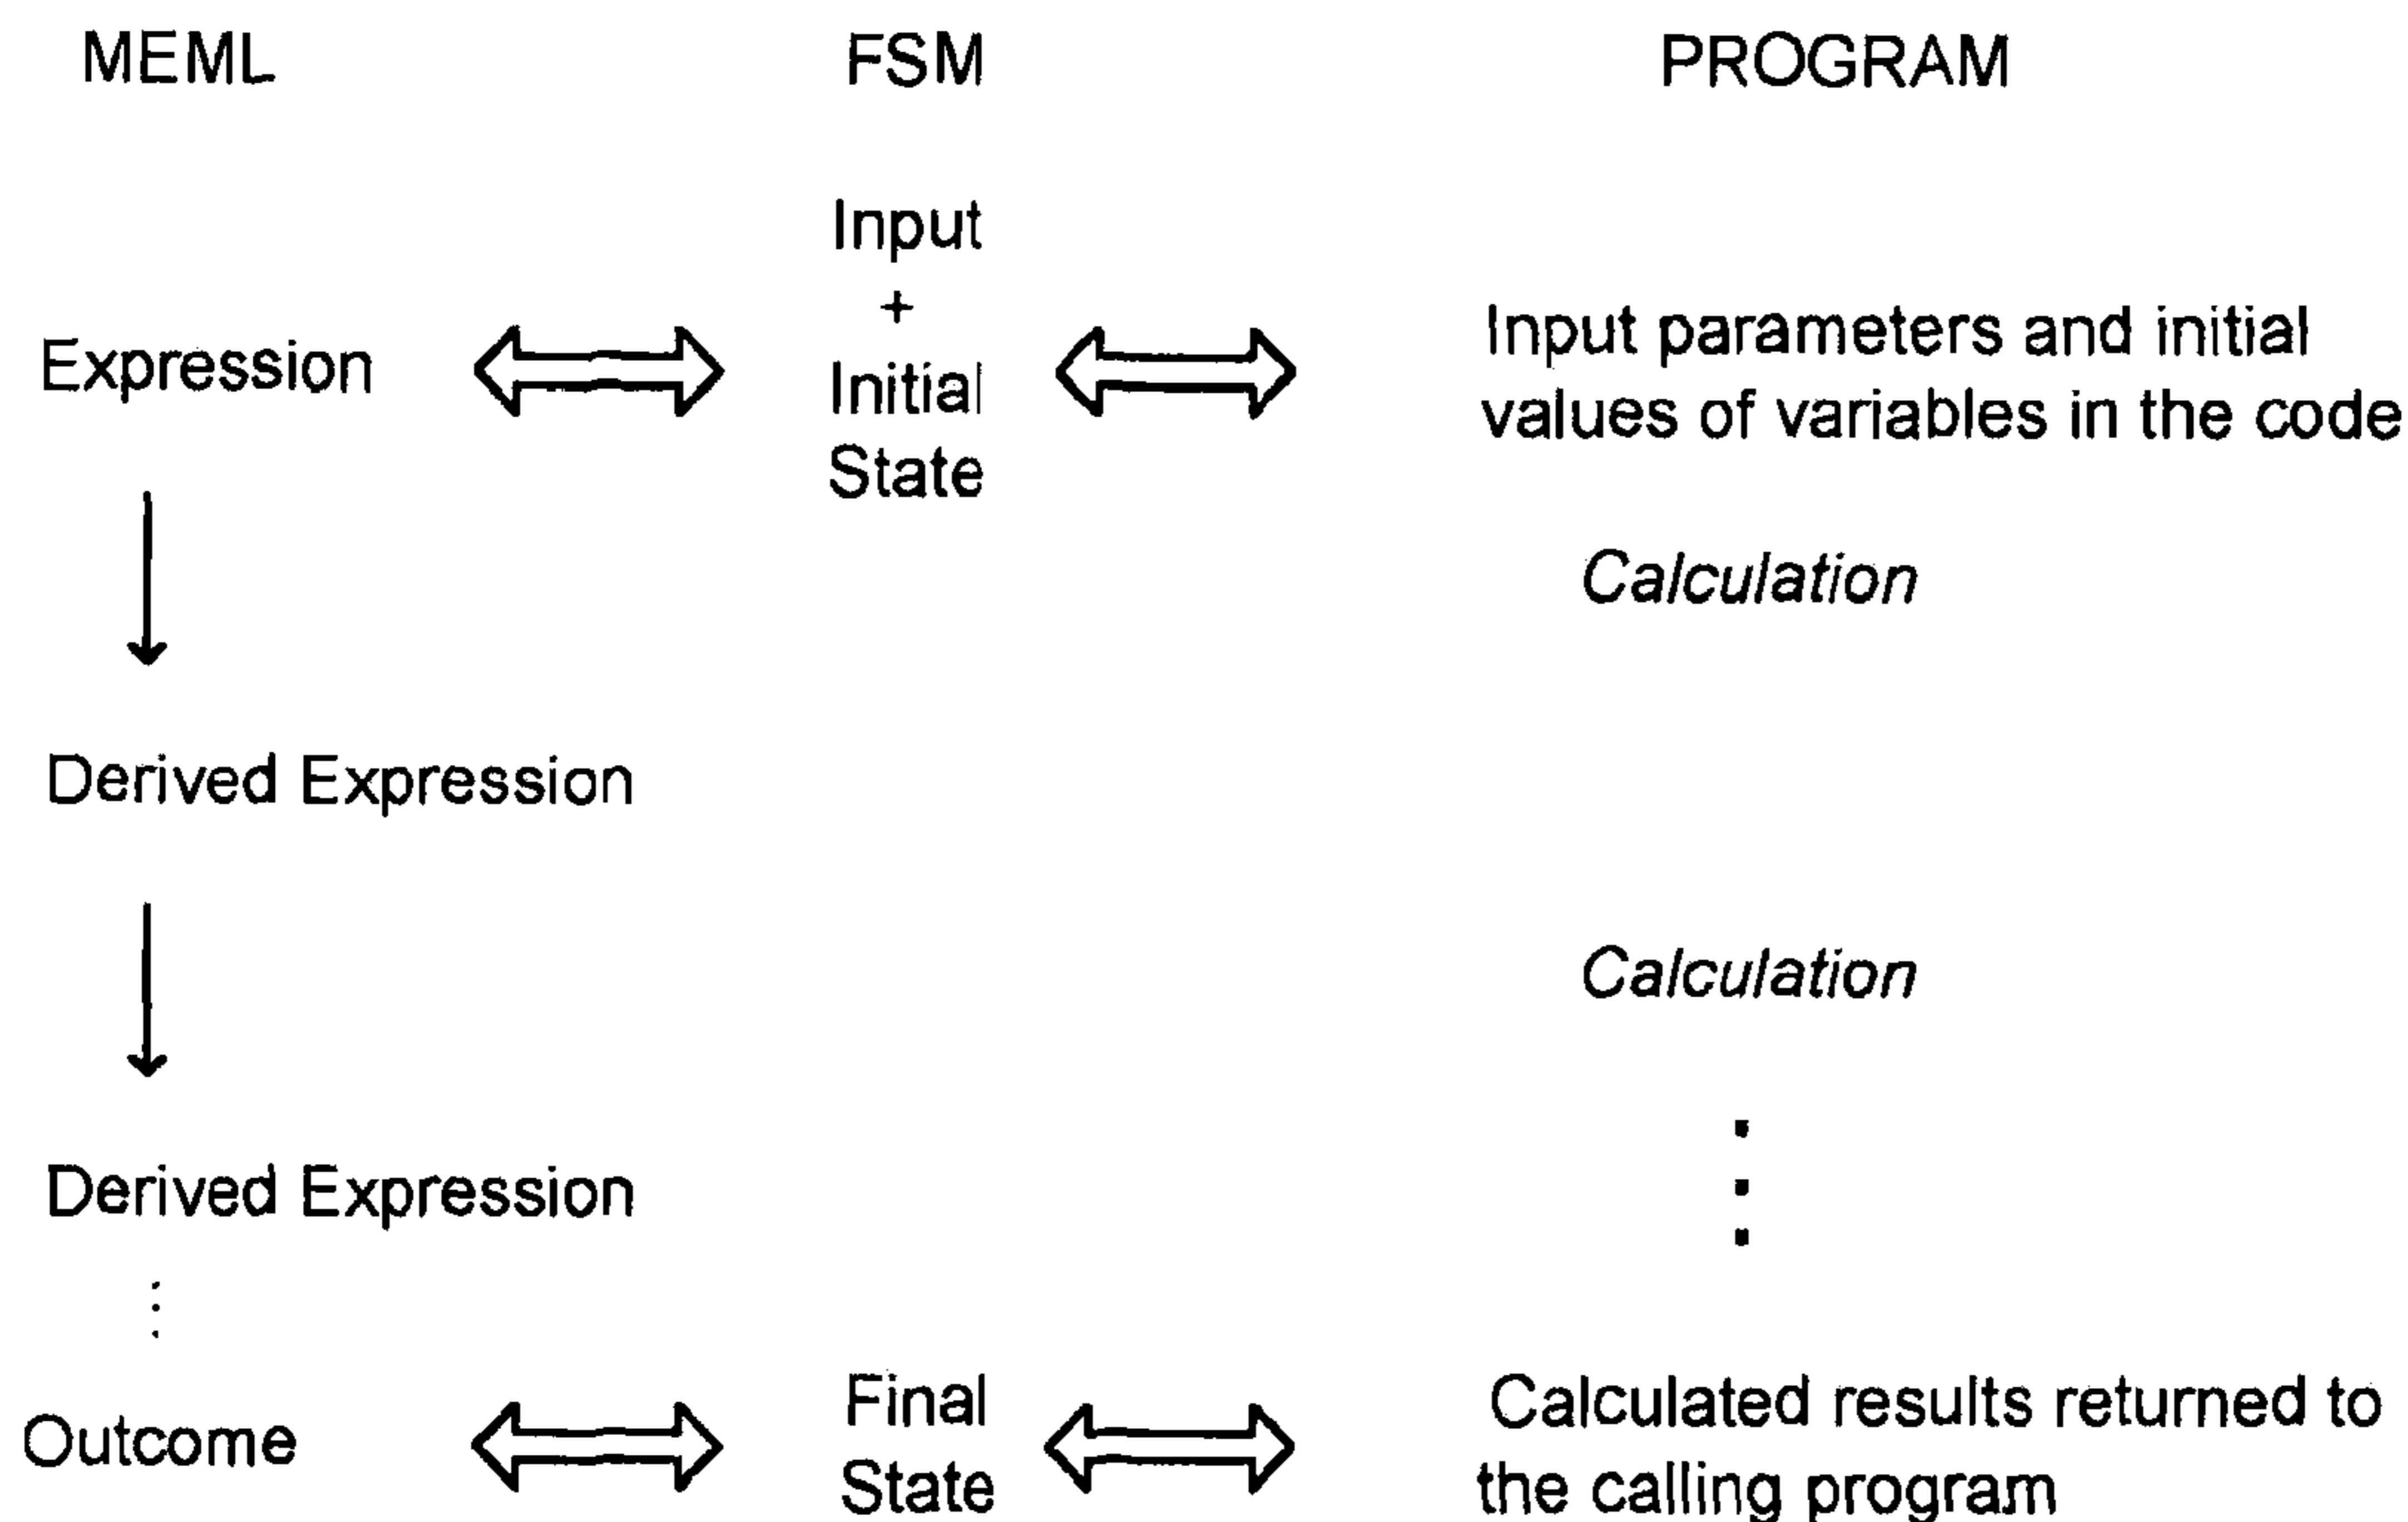 MEML
FSM
PROGRAM
Input
+
Initial
State
Expression
Input parameters and initial
values of variables in the code
Calculation
Derived Expression
Calculation
Derived Expression
Outcome
Final
State
Calculated results returned to
the calling program